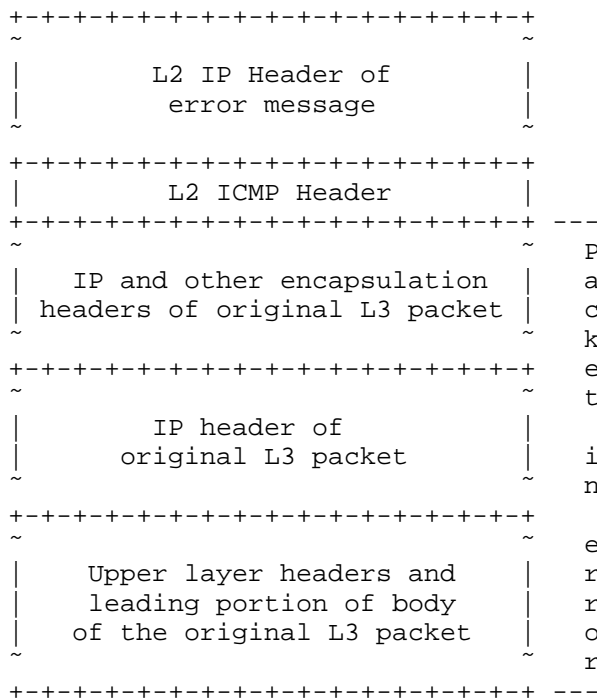 +-+-+-+-+-+-+-+-+-+-+-+-+-+-+-+-+
~                               ~
|        L2 IP Header of        |
|         error message         |
~                               ~
+-+-+-+-+-+-+-+-+-+-+-+-+-+-+-+-+
|         L2 ICMP Header        |
+-+-+-+-+-+-+-+-+-+-+-+-+-+-+-+-+ ---
~                               ~   P
|   IP and other encapsulation  |   a
| headers of original L3 packet |   c
~                               ~   k
+-+-+-+-+-+-+-+-+-+-+-+-+-+-+-+-+   e
~                               ~   t
|        IP header of           |
|      original L3 packet       |   i
~                               ~   n
+-+-+-+-+-+-+-+-+-+-+-+-+-+-+-+-+
~                               ~   e
|    Upper layer headers and    |   r
|    leading portion of body    |   r
|   of the original L3 packet   |   o
~                               ~   r
+-+-+-+-+-+-+-+-+-+-+-+-+-+-+-+-+ ---